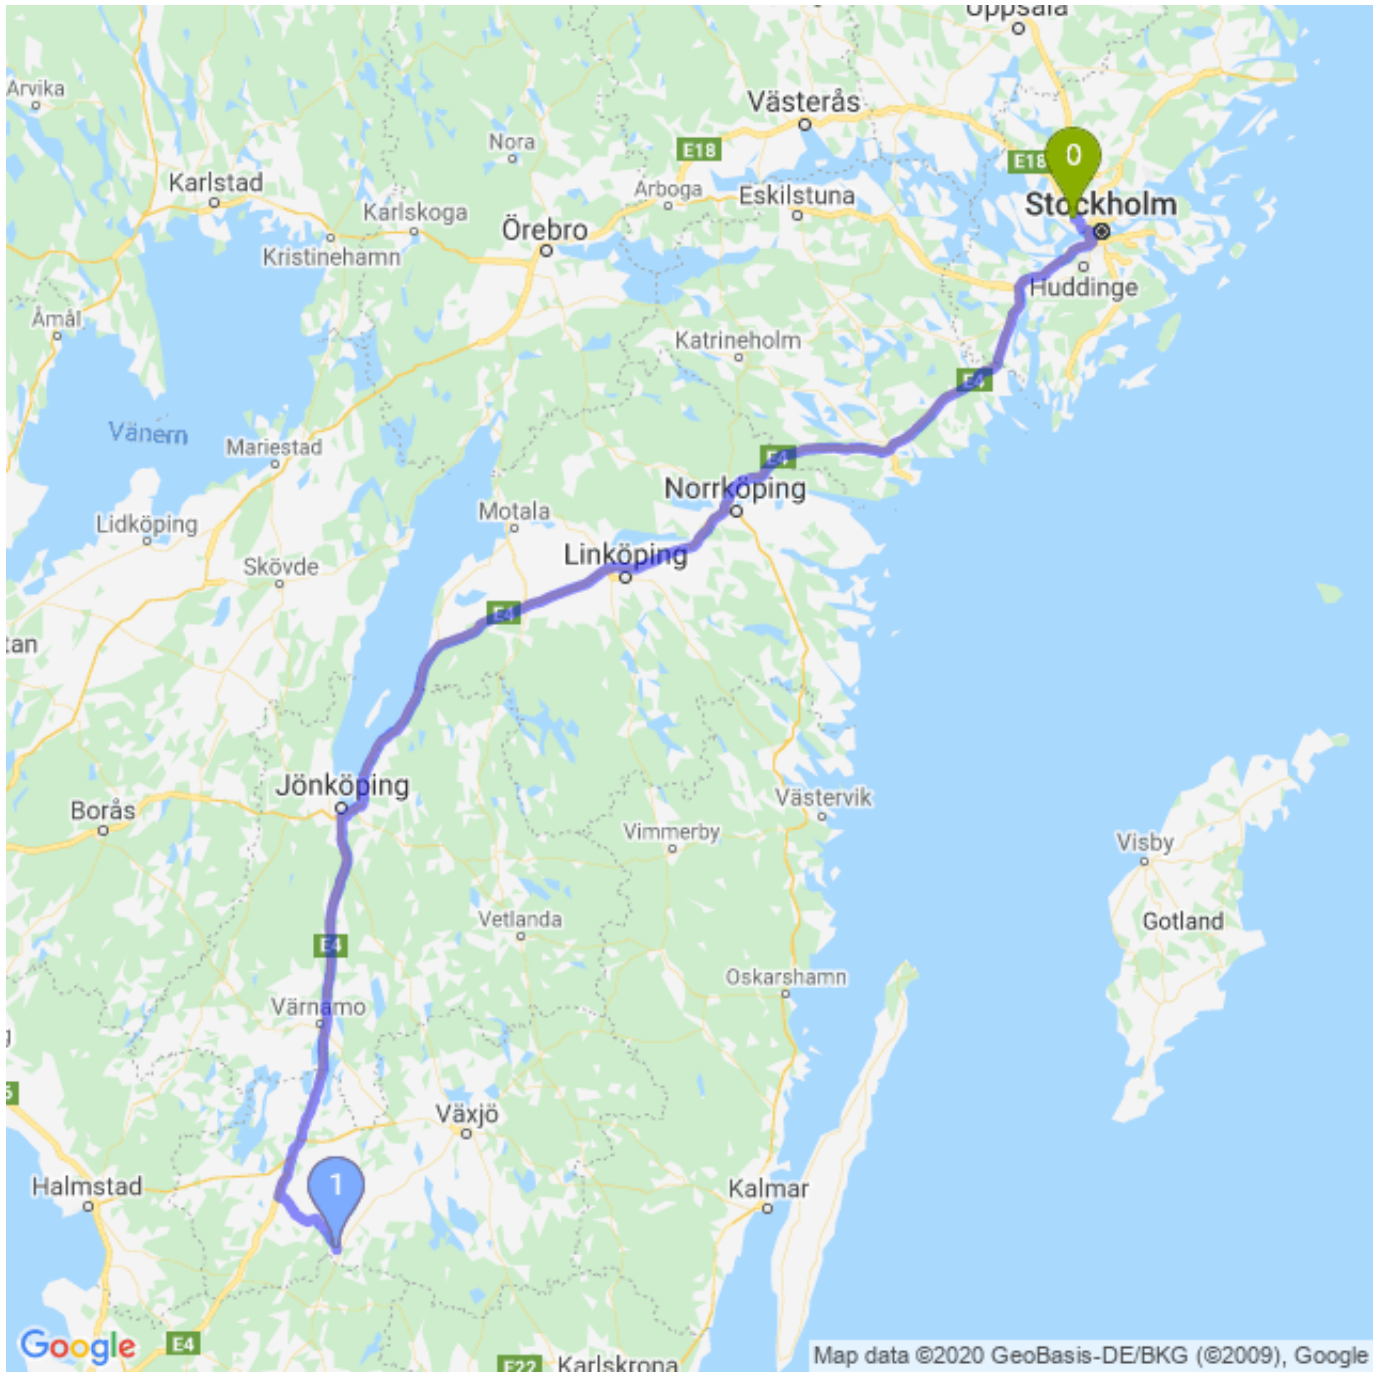 Uppsala
Arvika
Västerås
Nora
E18
E18
0
Karlstad
Arboga
Eskilstuna
Stockholm
Karlskoga
Örebro
Kristinehamn
Huddinge
Åmål
Katrineholm
E4
Vänern
Mariestad
E4
Norrköping
Motala
Lidköping
Linköping
Skövde
E4
tan
Jönköping
Borås
Västervik
Vimmerby
Visby
Vetlanda
Gotland
E4
Oskarshamn
Värnamo
Växjö
Halmstad
1
Kalmar
Google
E4
E22
Karlskrona
Map data ©2020 GeoBasis-DE/BKG (©2009), Google